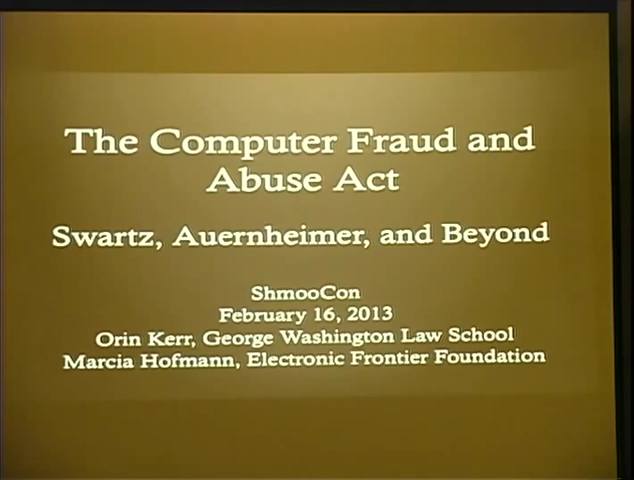 The Computer Fraud and
Abuse Act
Swartz, Auernheimer, and Beyond
ShmooCon
February 16, 2013
Orin Kerr, George Washington Law School
Marcia Hofmann, Electronic Frontier Foundation